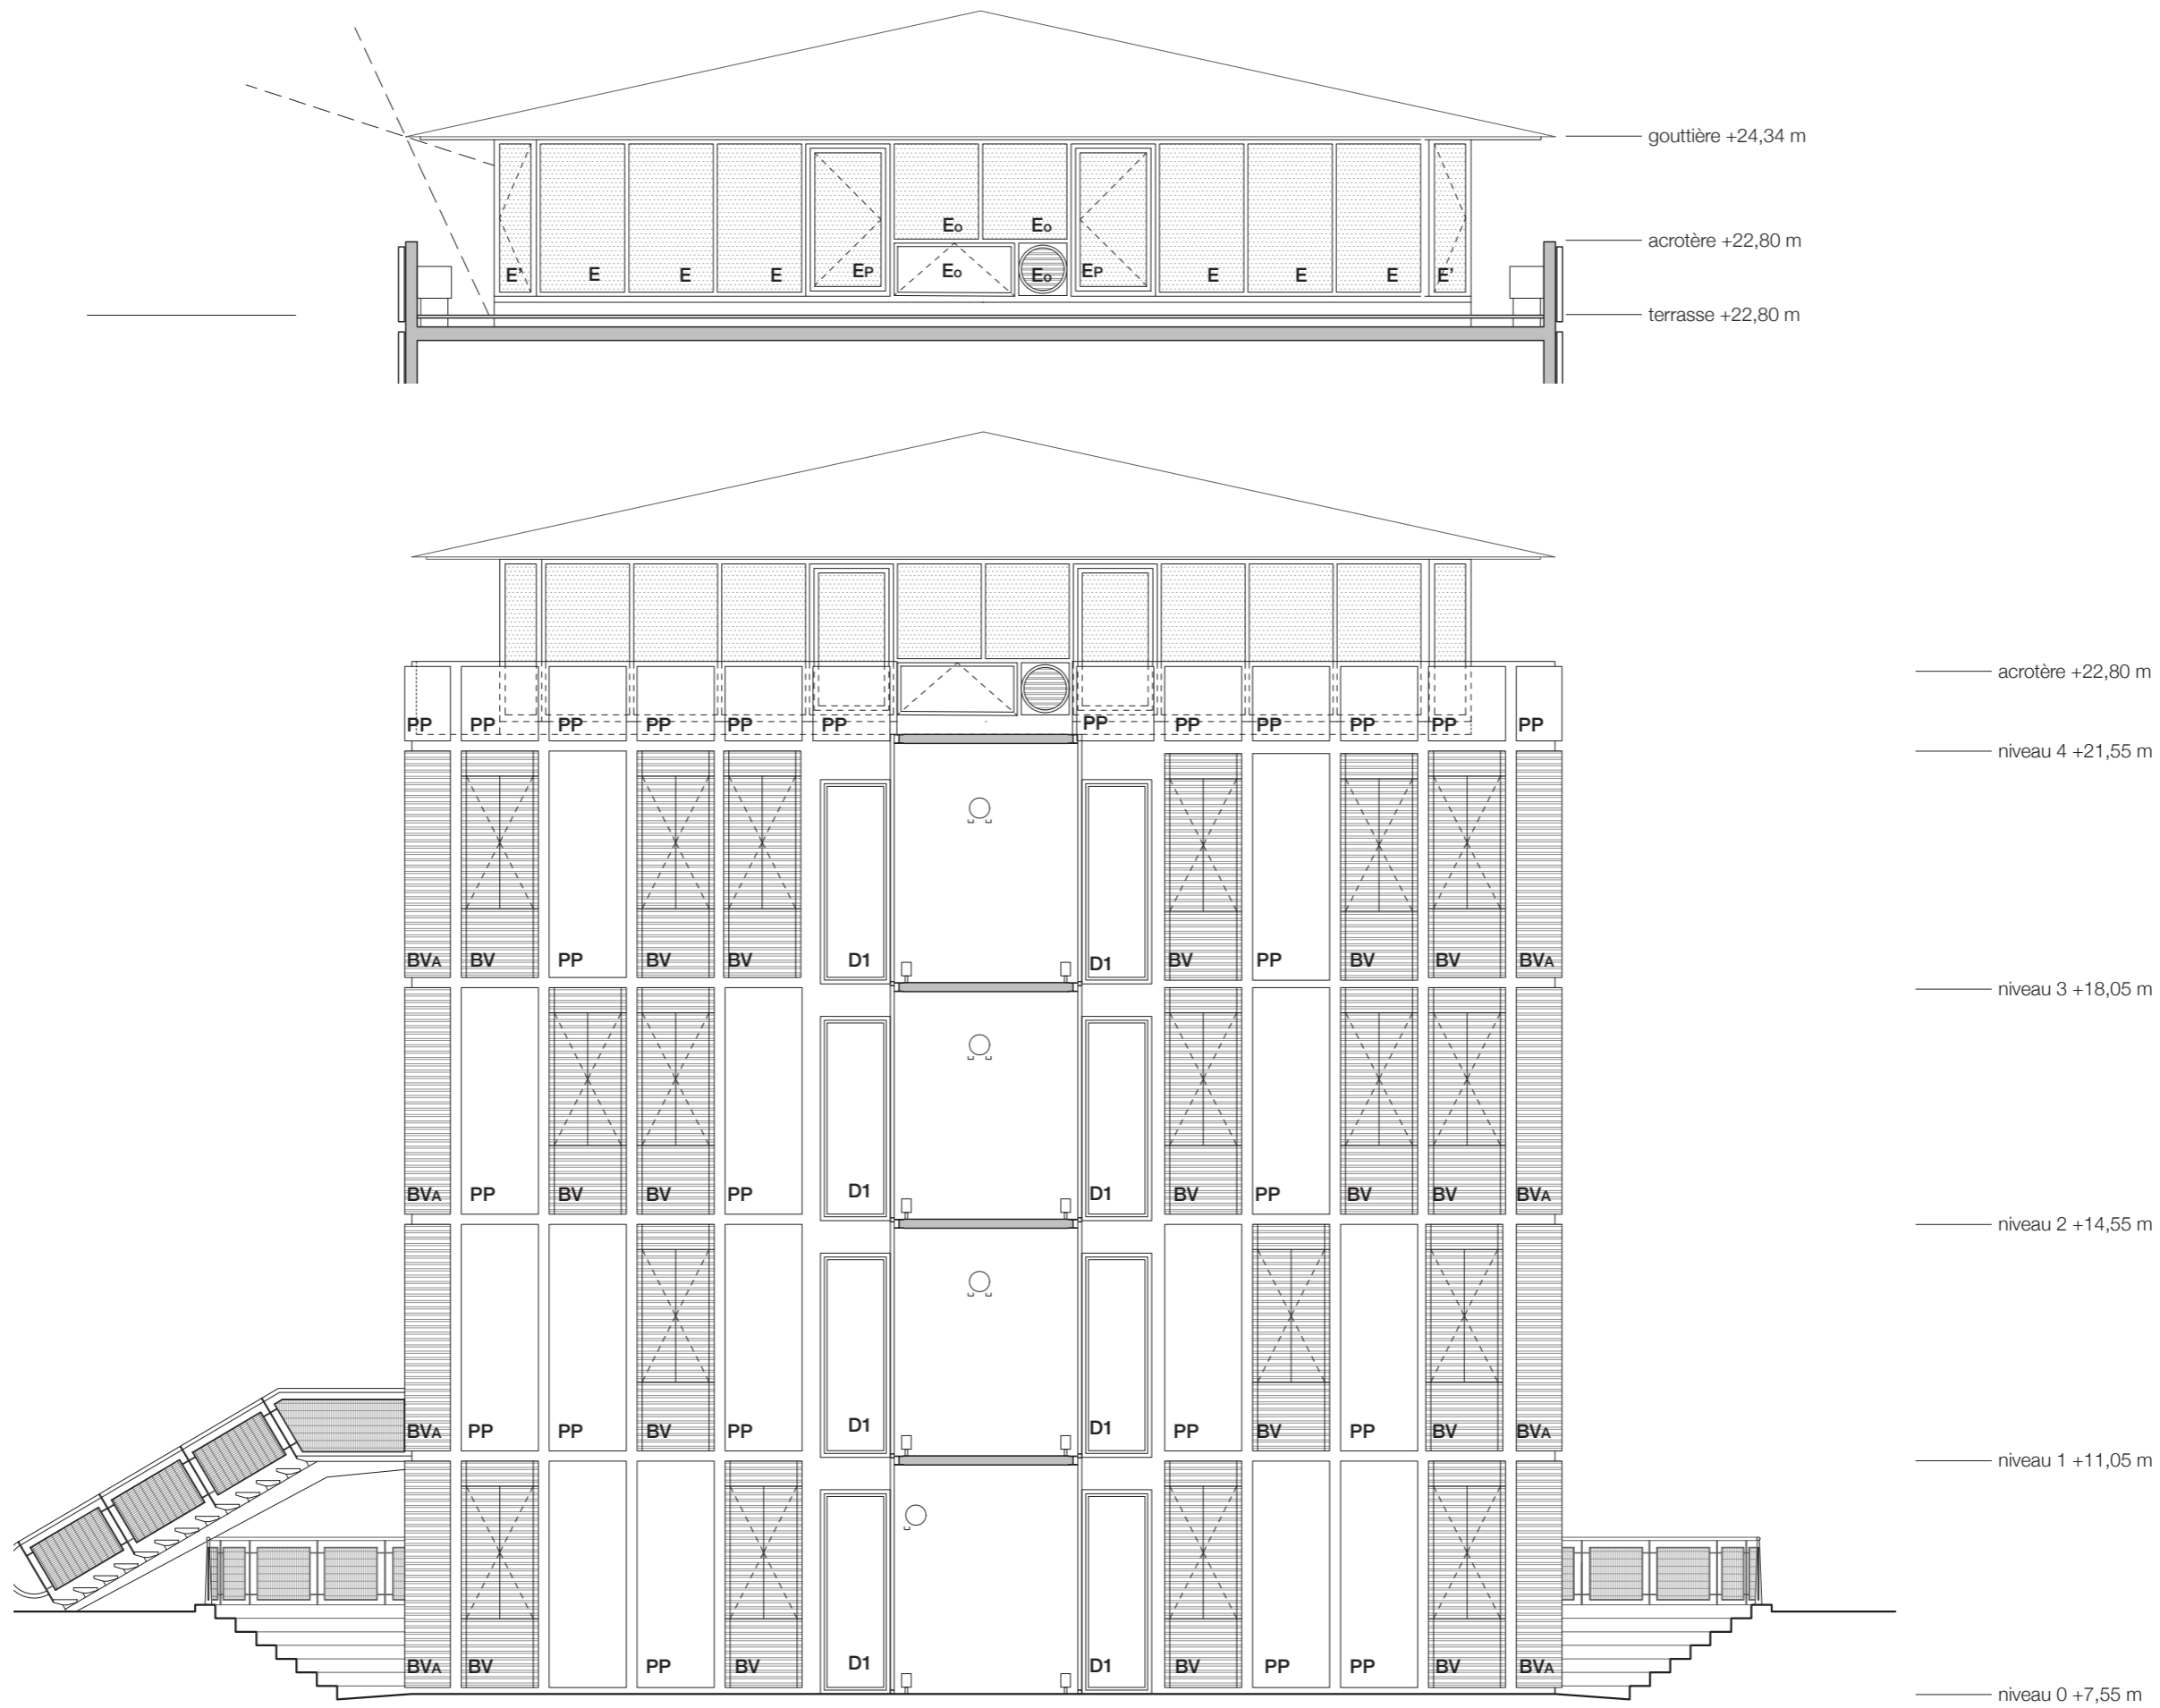 gouttière +24,34 m
Eo Eo
acrotère +22,80 m
E' E E E EP Eo Eo EP E E E E'
terrasse +22,80 m
acrotère +22,80 m
PP PP PP PP PP PP PP PP PP PP PP PP
niveau 4 +21,55 m
BVA BV PP BV BV D1 D1 BV PP BV BV BVA
niveau 3 +18,05 m
BVA PP BV BV PP D1 D1 BV PP BV BV BVA
niveau 2 +14,55 m
BVA PP PP BV PP D1 D1 PP BV PP BV BVA
niveau 1 +11,05 m
BVA BV PP BV D1 D1 BV PP PP BV BVA
niveau 0 +7,55 m